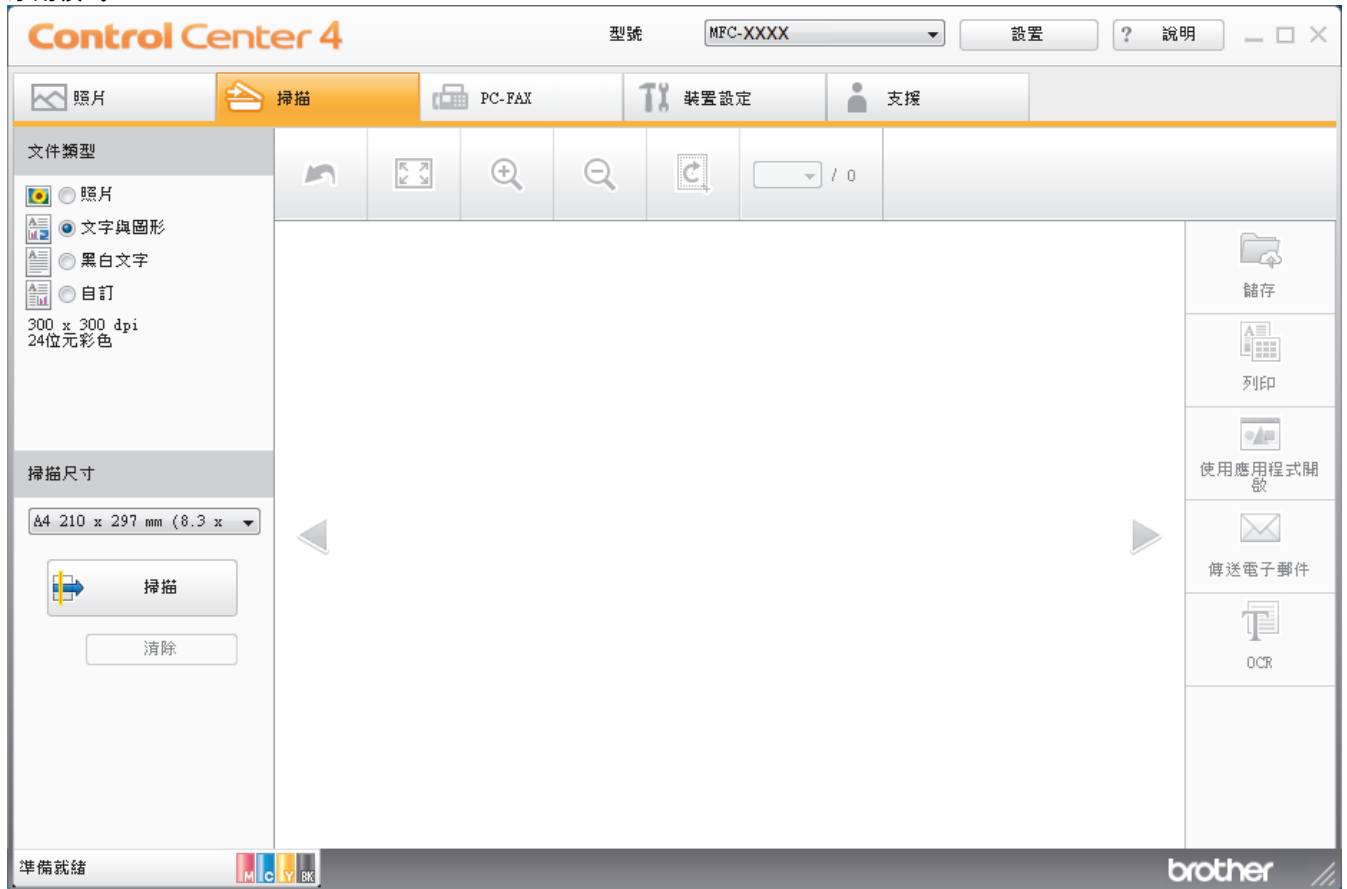 Control Center 4
型號
MFC-XXXX
設置
? 說明
照片
掃描
PC-FAX
裝置設定
支援
文件類型
照片
文字與圖形
黑白文字
自訂
300 x 300 dpi
24位元彩色
/ 0
儲存
列印
使用應用程式開
啟
傳送電子郵件
OCR
掃描尺寸
A4 210 x 297 mm (8.3 x
掃描
清除
準備就緒
M C Y BK
brother